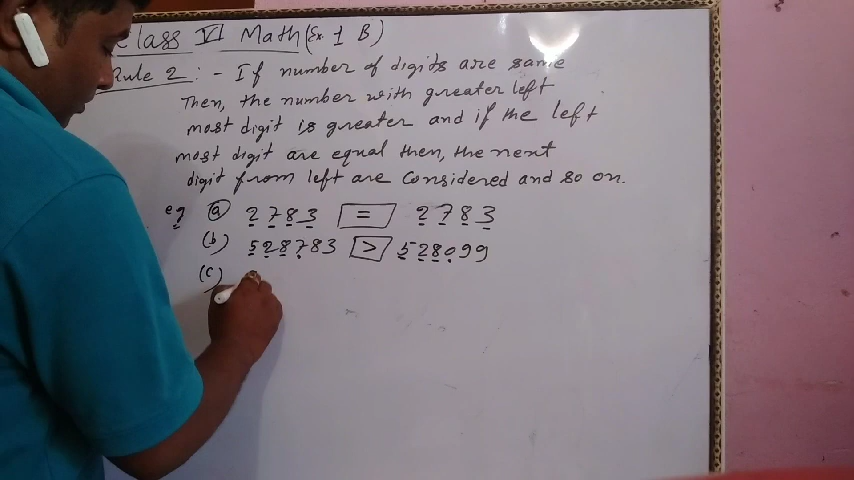 Class VI Math (Ex 1 B)
Rule 2 : - If number of digits are same
Then, the number with greater left
most digit is greater and if the left
most digit are equal then, the next
digit from left are Considered and so on.
eg (a) 2783 = 2783
(b) 528783 > 528099
(c)